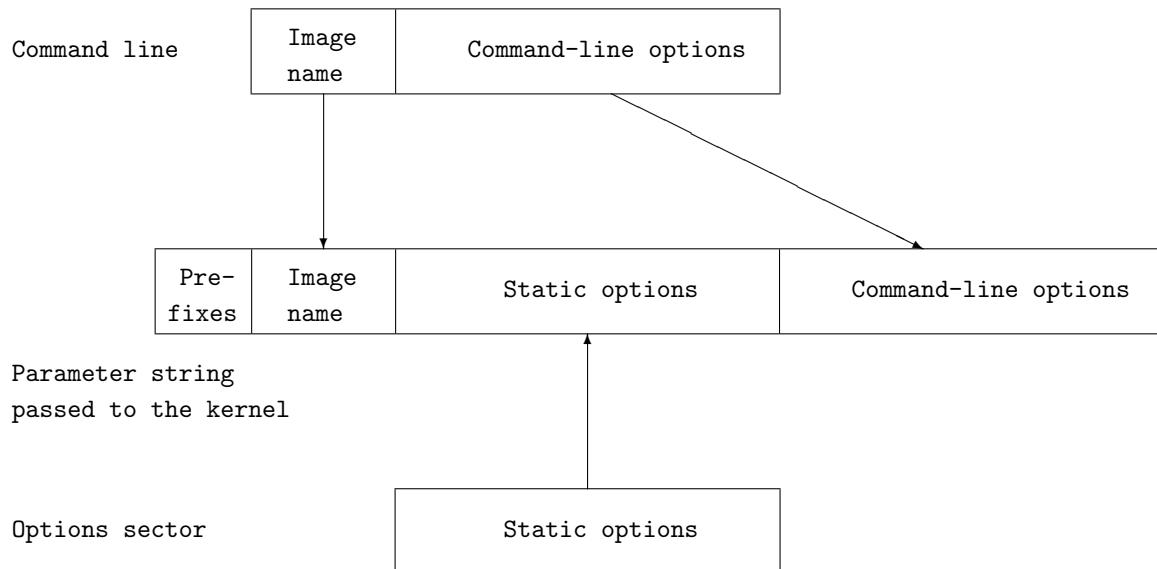 Command line
Image
name
Command-line options
Pre-
fixes
Image
name
Static options
Command-line options
Parameter string
passed to the kernel
Options sector
Static options